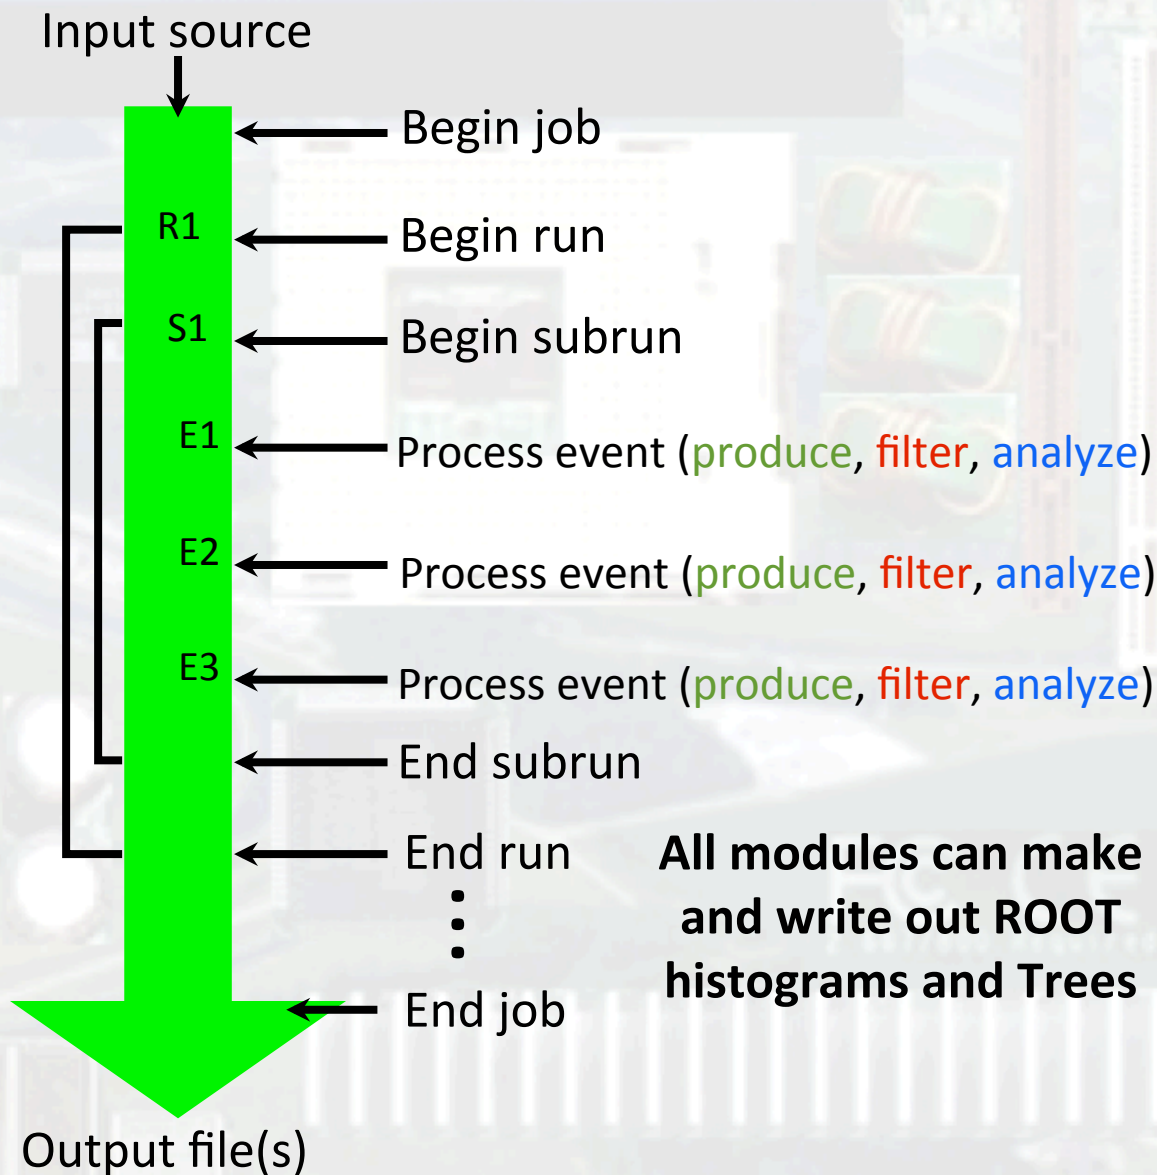 Input source
Begin job
R1
Begin run
S1
Begin subrun
E1
Process event (produce, filter, analyze)
E2
Process event (produce, filter, analyze)
E3
Process event (produce, filter, analyze)
End subrun
End run
All modules can make
and write out ROOT
histograms and Trees
End job
Output file(s)